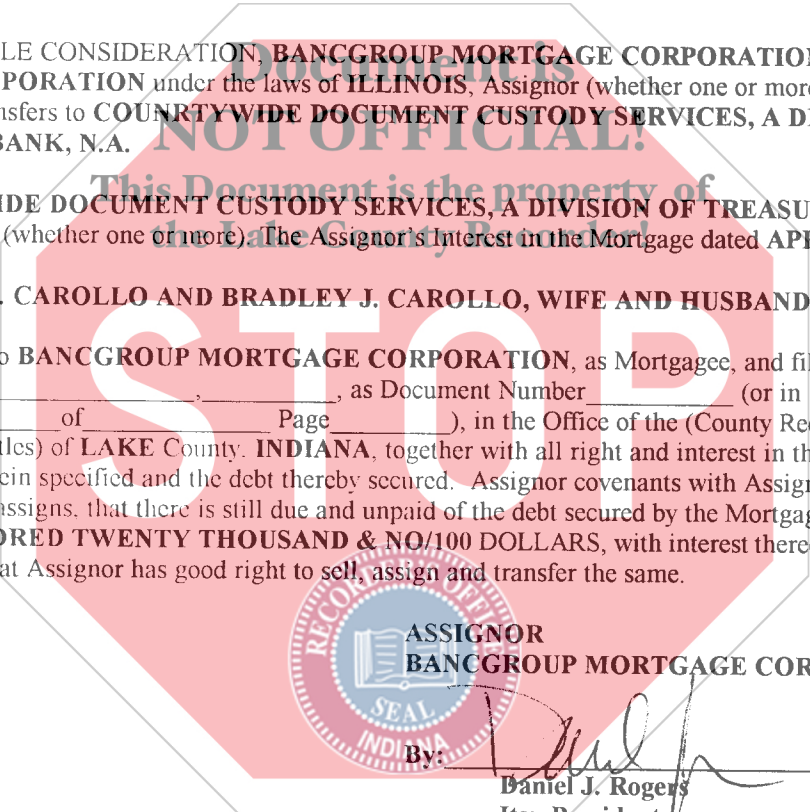 LE CONSIDERATION, BANCGROUP MORTGAGE CORPORATIO
PORATION under the laws of ILLINOIS, Assignor (whether one or more
nsfers to COUNRTYWIDE DOCUMENT CUSTODY SERVICES, A D
BANK, N.A.
IDE DOCUMENT CUSTODY SERVICES, A DIVISION OF TREASU
(whether one or more). The Assignor's Interest in the Mortgage dated AP
. CAROLLO AND BRADLEY J. CAROLLO, WIFE AND HUSBAND
o BANCGROUP MORTGAGE CORPORATION, as Mortgagee, and fil
, , as Document Number (or in
of Page ), in the Office of the (County Re
tles) of LAKE County, INDIANA, together with all right and interest in th
ein specified and the debt thereby secured. Assignor covenants with Assign
assigns, that there is still due and unpaid of the debt secured by the Mortgag
DRED TWENTY THOUSAND & NO/100 DOLLARS, with interest there
at Assignor has good right to sell, assign and transfer the same.
ASSIGNOR
BANCGROUP MORTGAGE COR
By:
Daniel J. Rogers
Document is
NOT OFFICIAL!
This Document is the property of
the Lake County Recorder!
STOP
RECORDER'S OFFICE
SEAL
INDIANA